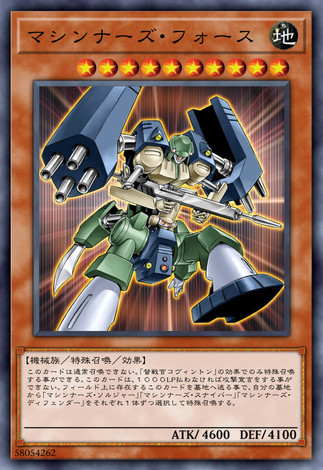 マシンナーズ・フォース
地
【機械族／特殊召喚／効果】
このカードは通常召喚できない。「督戦官コヴィントン」の効果でのみ特殊召喚
する事ができる。このカードは、１０００LP払わなければ攻撃宣言する事がで
きない。フィールド上に存在するこのカードを墓地へ送る事で、自分の墓地
から「マシンナーズ・ソルジャー」「マシンナーズ・スナイパー」「マシンナーズ・
ディフェンダー」をそれぞれ１体ずつ選択して特殊召喚する。
ATK/ 4600 DEF/4100
58054262